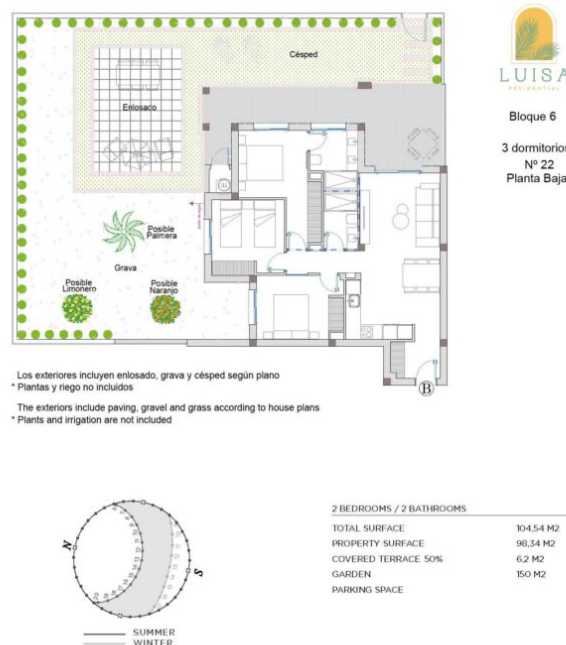 LUISA
RESIDENTIAL
Bloque 6
3 dormitorios
Nº 22
Planta Baja
Césped
Enlosaco
Posible
Palmera
Grava
Posible
Limonero
Posible
Naranjo
B
Los exteriores incluyen enlosado, grava y césped según plano
* Plantas y riego no incluidos
The exteriors include paving, gravel and grass according to house plans
* Plants and irrigation are not included
N
S
SUMMER
WINTER
2 BEDROOMS / 2 BATHROOMS
TOTAL SURFACE 104,54 M2
PROPERTY SURFACE 98,34 M2
COVERED TERRACE 50% 6,2 M2
GARDEN 150 M2
PARKING SPACE